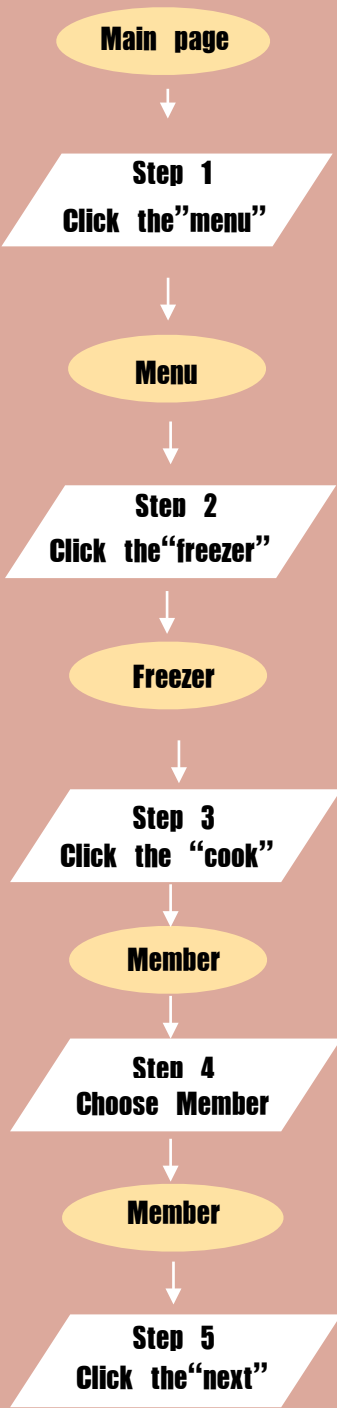 Main page
Step 1
Click the”menu”
Menu
Step 2
Click the“freezer”
Freezer
Step 3
Click the “cook”
Member
Step 4
Choose Member
Member
Step 5
Click the“next”